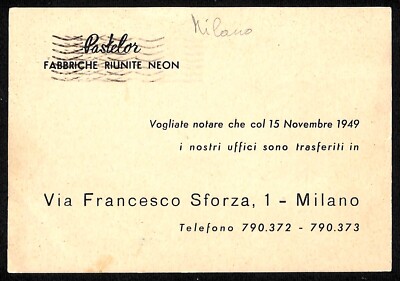 Milano
Pastelor
FABBRICHE RIUNITE NEON
Vogliate notare che col 15 Novembre 1949
i nostri uffici sono trasferiti in
Via Francesco Sforza, 1 - Milano
Telefono 790.372 - 790.373